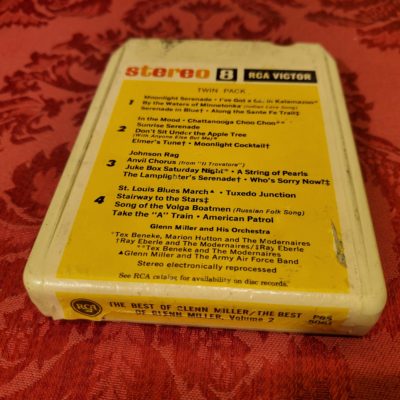 stereo 8 RCA VICTOR
TWIN PACK
1 Moonlight Serenade • I've Got a Gal in Kalamazoo*
By the Waters of Minnetonka (Indian Love Song)
Serenade in Blue† • Along the Santa Fe Trail‡
2 In the Mood • Chattanooga Choo Choo**
Sunrise Serenade
Don't Sit Under the Apple Tree
(With Anyone Else But Me)*
Elmer's Tune† • Moonlight Cocktail†
3 Johnson Rag
Anvil Chorus (from "Il Trovatore")
Juke Box Saturday Night* • A String of Pearls
The Lamplighter's Serenade† • Who's Sorry Now?‡
4 St. Louis Blues March▲ • Tuxedo Junction
Stairway to the Stars‡
Song of the Volga Boatmen (Russian Folk Song)
Take the "A" Train • American Patrol
Glenn Miller and His Orchestra
*Tex Beneke, Marion Hutton and The Modernaires
†Ray Eberle and The Modernaires/‡Ray Eberle
**Tex Beneke and The Modernaires
▲Glenn Miller and The Army Air Force Band
Stereo electronically reprocessed
See RCA catalog for availability on disc records.
RCA THE BEST OF GLENN MILLER/THE BEST P8S
OF GLENN MILLER, Volume 2